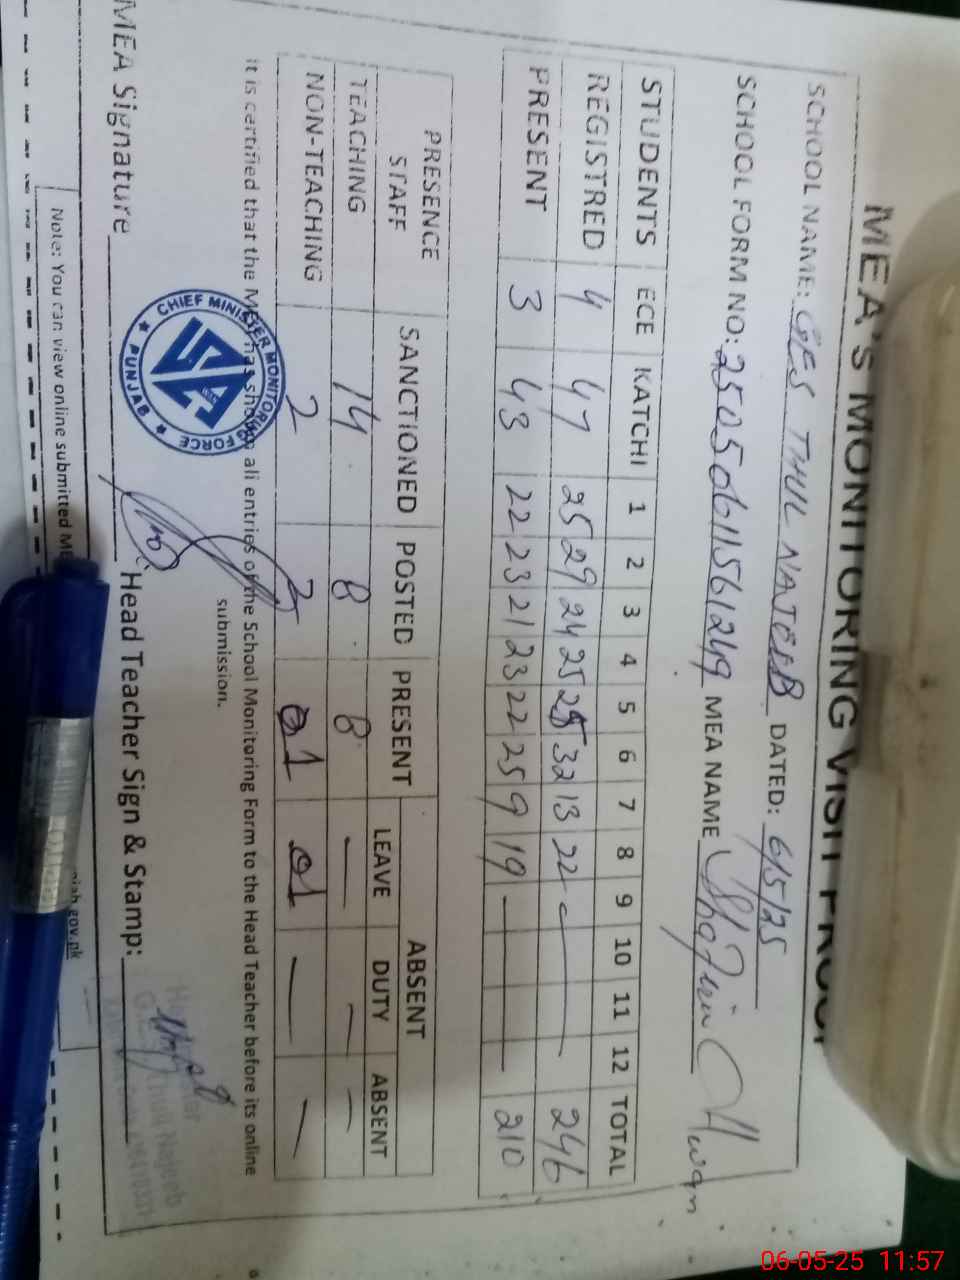 MEA'S MONITORING VISIT PROOF
SCHOOL NAME: GES THUL NAJEEB DATED: 6/5/25
SCHOOL FORM NO: 25050611561249 MEA NAME
STUDENTS ECE KATCHI 1 2 3 4 5 6 7 8 9 10 11 12 TOTAL
REGISTRED 4 47 25 29 24 25 25 32 13 22 — 246
PRESENT 3 43 22 23 21 23 22 25 9 19 — 210
PRESENCE STAFF SANCTIONED POSTED PRESENT ABSENT
LEAVE DUTY ABSENT
TEACHING 14 8 8 — — —
NON-TEACHING 2 2 01 01 — —
it is certified that the MEA has shown all entries of the School Monitoring Form to the Head Teacher before its online
submission.
CHIEF MINISTER MONITORING FORCE
PUNJAB
MEA Signature Head Teacher Sign & Stamp:
Note: You can view online submitted
.gov.pk
06-05-25 11:57